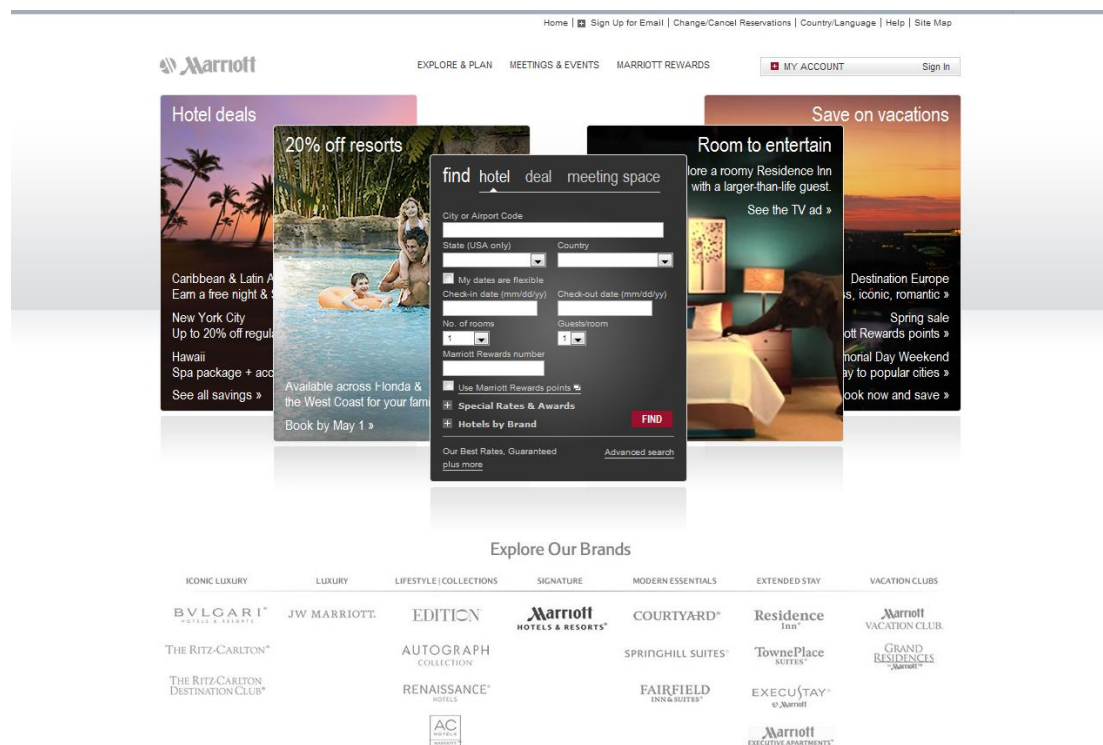 Home | Sign Up for Email | Change/Cancel Reservations | Country/Language | Help | Site Map
Marriott
EXPLORE & PLAN MEETINGS & EVENTS MARRIOTT REWARDS
MY ACCOUNT Sign In
Hotel deals
Caribbean & Latin A
Earn a free night &
New York City
Up to 20% off regula
Hawaii
Spa package + acc
See all savings »
20% off resorts
Available across Florida &
the West Coast for your fami
Book by May 1 »
find hotel deal meeting space
City or Airport Code
State (USA only) Country
My dates are flexible
Check-in date (mm/dd/yy) Check-out date (mm/dd/yy)
No. of rooms Guests/room
1 1
Marriott Rewards number
Use Marriott Rewards points
Special Rates & Awards
Hotels by Brand
FIND
Our Best Rates, Guaranteed
plus more
Advanced search
Room to entertain
lore a roomy Residence Inn
with a larger-than-life guest.
See the TV ad »
Save on vacations
Destination Europe
s, iconic, romantic »
Spring sale
ott Rewards points »
morial Day Weekend
ay to popular cities »
ook now and save »
Explore Our Brands
ICONIC LUXURY LUXURY LIFESTYLE | COLLECTIONS SIGNATURE MODERN ESSENTIALS EXTENDED STAY VACATION CLUBS
BVLGARI
HOTELS & RESORTS
THE RITZ-CARLTON®
THE RITZ-CARLTON
DESTINATION CLUB®
JW MARRIOTT.
EDITION
AUTOGRAPH
COLLECTION
RENAISSANCE®
HOTELS
AC
HOTELS
MARRIOTT
Marriott
HOTELS & RESORTS®
COURTYARD®
SPRINGHILL SUITES®
FAIRFIELD
INN & SUITES®
Residence
Inn®
TownePlace
SUITES®
EXECUSTAY®
Marriott
Marriott
EXECUTIVE APARTMENTS®
Marriott
VACATION CLUB.
GRAND
RESIDENCES
Marriott